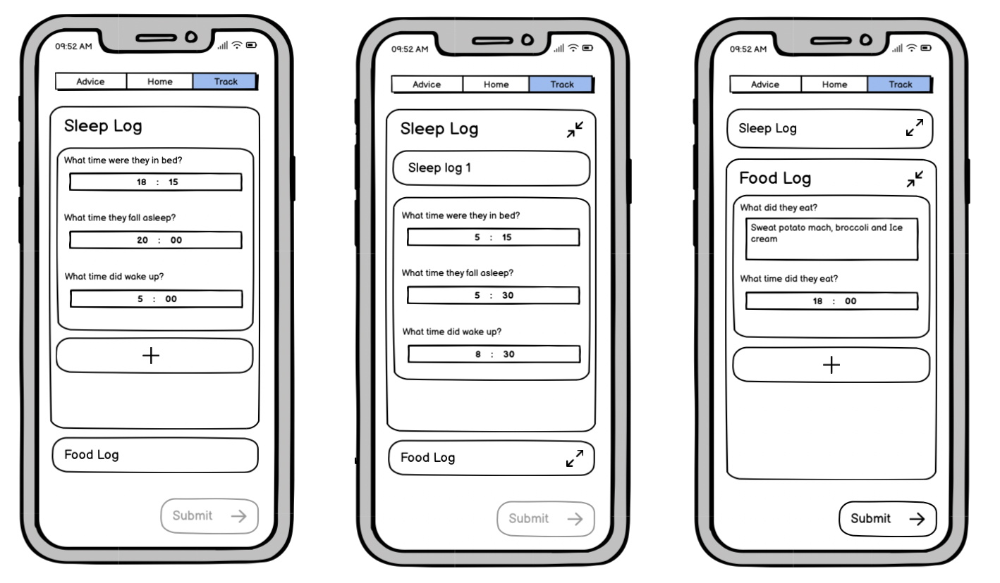 09:52 AM
Advice Home Track
Sleep Log
What time were they in bed?
18 : 15
What time they fall asleep?
20 : 00
What time did wake up?
5 : 00
+
Food Log
Submit →
09:52 AM
Advice Home Track
Sleep Log
Sleep log 1
What time were they in bed?
5 : 15
What time they fall asleep?
5 : 30
What time did wake up?
8 : 30
Food Log
Submit →
09:52 AM
Advice Home Track
Sleep Log
Food Log
What did they eat?
Sweat potato mach, broccoli and Ice
cream
What time did they eat?
18 : 00
+
Submit →